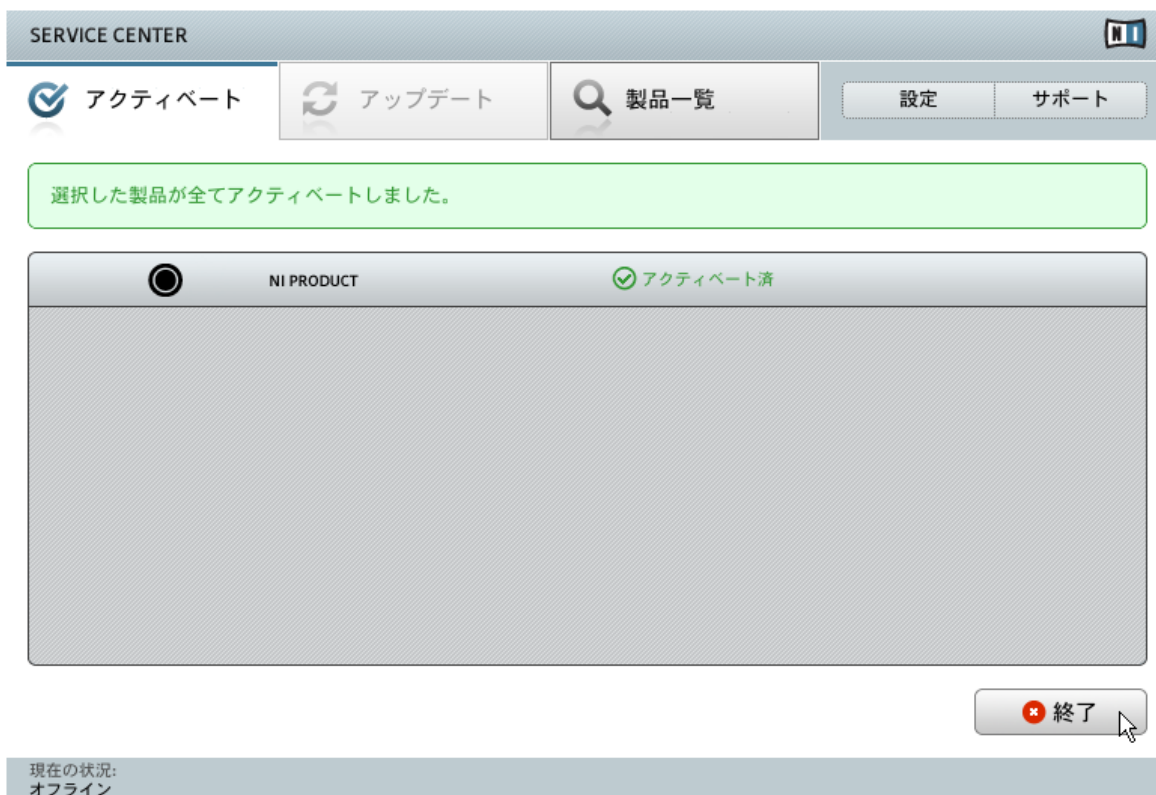 SERVICE CENTER
NI
アクティベート
アップデート
製品一覧
設定
サポート
選択した製品が全てアクティベートしました。
NI PRODUCT
アクティベート済
終了
現在の状況:
オフライン